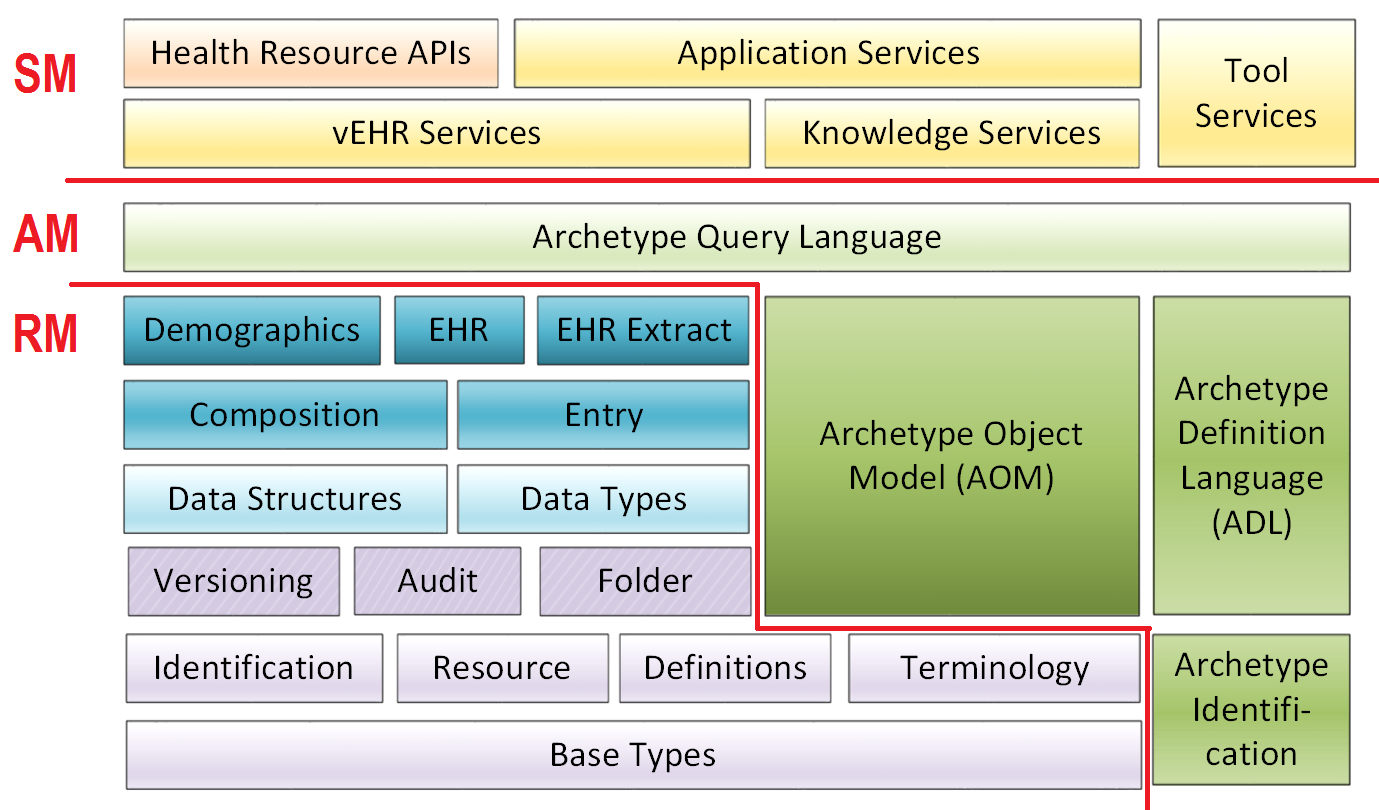 SM
Health Resource APIs
Application Services
Tool
Services
vEHR Services
Knowledge Services
AM
Archetype Query Language
RM
Demographics
EHR
EHR Extract
Composition
Entry
Data Structures
Data Types
Versioning
Audit
Folder
Archetype Object
Model (AOM)
Archetype
Definition
Language
(ADL)
Identification
Resource
Definitions
Terminology
Base Types
Archetype
Identifi-
cation